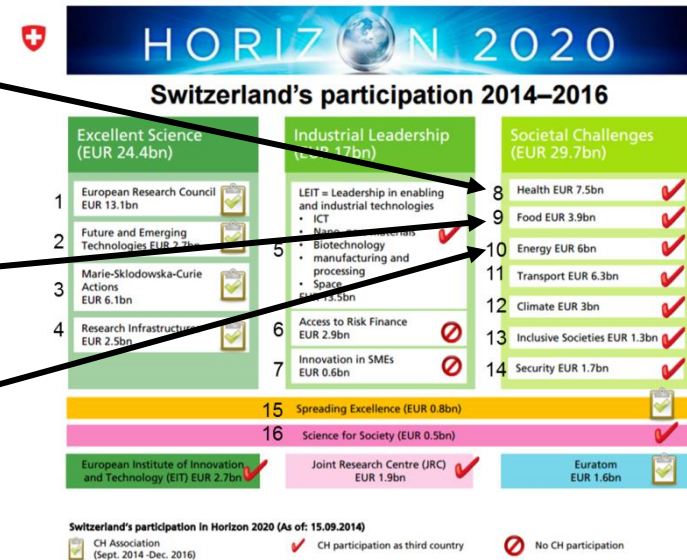 HORIZON 2020
Switzerland's participation 2014–2016
Excellent Science
(EUR 24.4bn)
1 European Research Council
EUR 13.1bn
2 Future and Emerging
Technologies EUR 2.7bn
3 Marie-Sklodowska-Curie
Actions
EUR 6.1bn
4 Research Infrastructures
EUR 2.5bn
Industrial Leadership
(EUR 17bn)
LEIT = Leadership in enabling
and industrial technologies
• ICT
• Nano, materials
5 • Biotechnology
• manufacturing and
processing
• Space
EUR 13.5bn
6 Access to Risk Finance
EUR 2.9bn
7 Innovation in SMEs
EUR 0.6bn
Societal Challenges
(EUR 29.7bn)
8 Health EUR 7.5bn
9 Food EUR 3.9bn
10 Energy EUR 6bn
11 Transport EUR 6.3bn
12 Climate EUR 3bn
13 Inclusive Societies EUR 1.3bn
14 Security EUR 1.7bn
15 Spreading Excellence (EUR 0.8bn)
16 Science for Society (EUR 0.5bn)
European Institute of Innovation
and Technology (EIT) EUR 2.7bn
Joint Research Centre (JRC)
EUR 1.9bn
Euratom
EUR 1.6bn
Switzerland's participation in Horizon 2020 (As of: 15.09.2014)
CH Association
(Sept. 2014 -Dec. 2016)
CH participation as third country
No CH participation